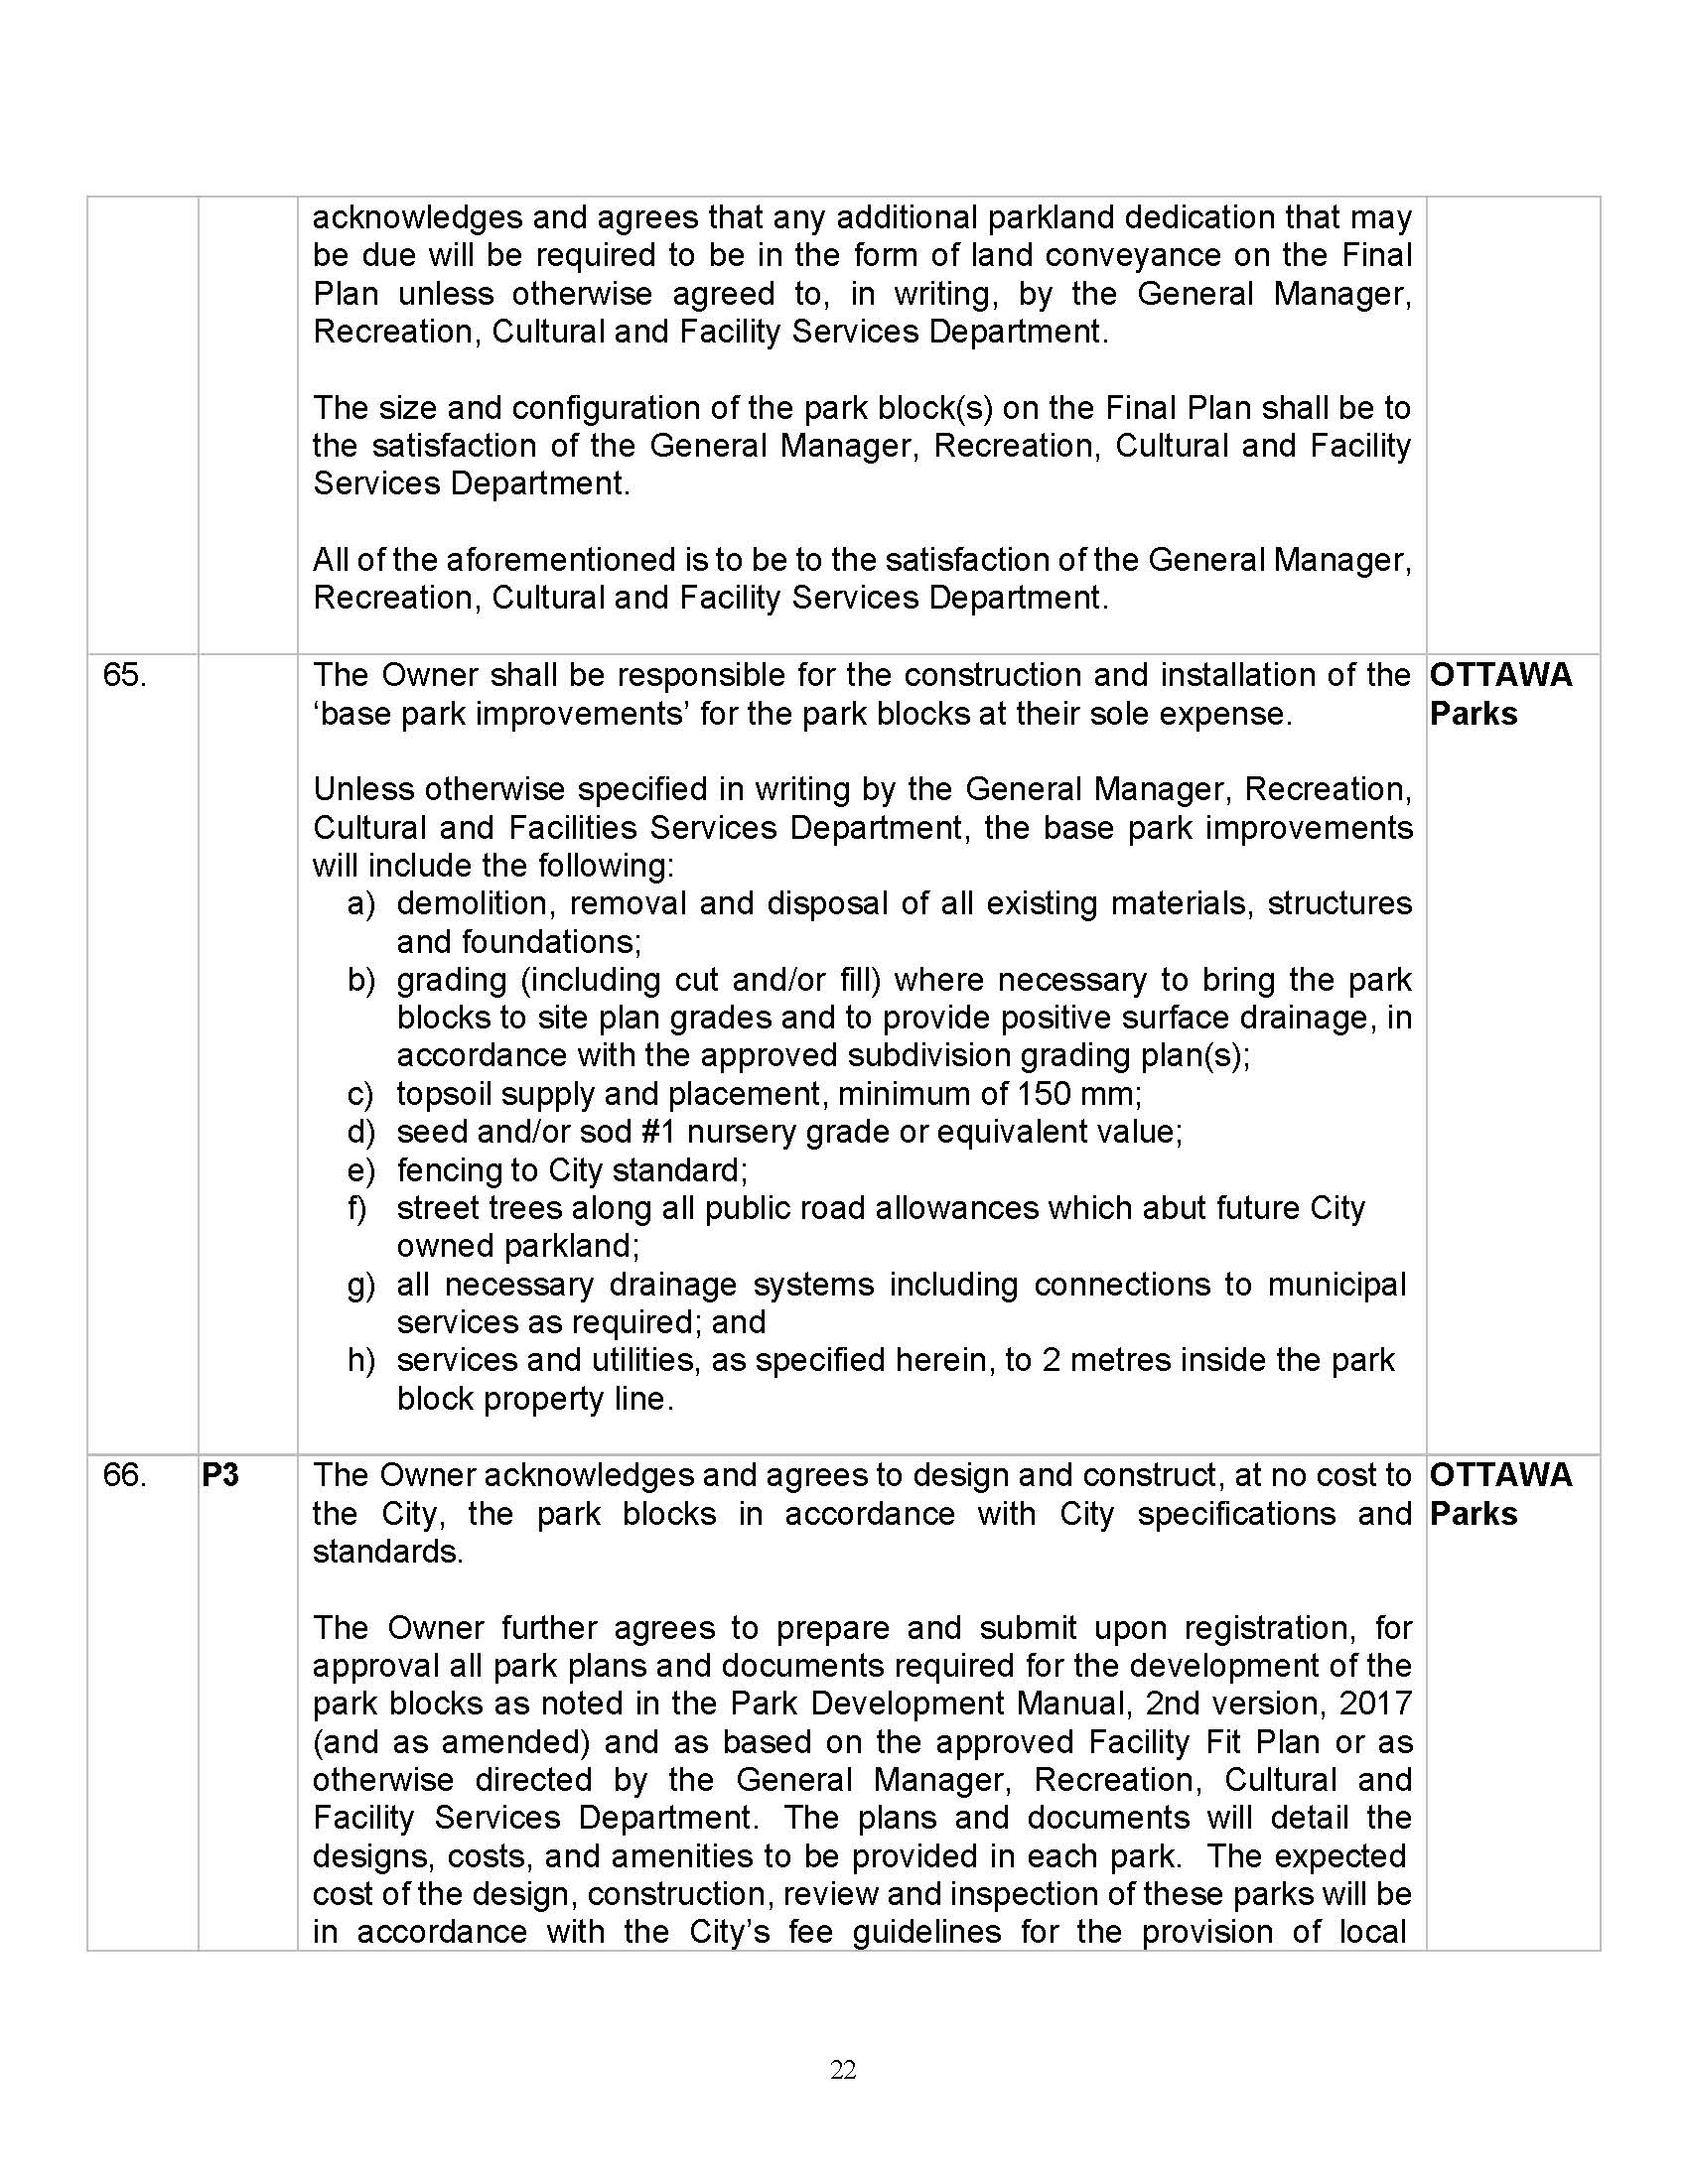 acknowledges and agrees that any additional parkland dedication that may
be due will be required to be in the form of land conveyance on the Final
Plan unless otherwise agreed to, in writing, by the General Manager,
Recreation, Cultural and Facility Services Department.
The size and configuration of the park block(s) on the Final Plan shall be to
the satisfaction of the General Manager, Recreation, Cultural and Facility
Services Department.
All of the aforementioned is to be to the satisfaction of the General Manager,
Recreation, Cultural and Facility Services Department.
65. The Owner shall be responsible for the construction and installation of the OTTAWA
‘base park improvements’ for the park blocks at their sole expense. Parks
Unless otherwise specified in writing by the General Manager, Recreation,
Cultural and Facilities Services Department, the base park improvements
will include the following:
a) demolition, removal and disposal of all existing materials, structures
and foundations;
b) grading (including cut and/or fill) where necessary to bring the park
blocks to site plan grades and to provide positive surface drainage, in
accordance with the approved subdivision grading plan(s);
c) topsoil supply and placement, minimum of 150 mm;
d) seed and/or sod #1 nursery grade or equivalent value;
e) fencing to City standard;
f) street trees along all public road allowances which abut future City
owned parkland;
g) all necessary drainage systems including connections to municipal
services as required; and
h) services and utilities, as specified herein, to 2 metres inside the park
block property line.
66. P3 The Owner acknowledges and agrees to design and construct, at no cost to OTTAWA
the City, the park blocks in accordance with City specifications and Parks
standards.
The Owner further agrees to prepare and submit upon registration, for
approval all park plans and documents required for the development of the
park blocks as noted in the Park Development Manual, 2nd version, 2017
(and as amended) and as based on the approved Facility Fit Plan or as
otherwise directed by the General Manager, Recreation, Cultural and
Facility Services Department. The plans and documents will detail the
designs, costs, and amenities to be provided in each park. The expected
cost of the design, construction, review and inspection of these parks will be
in accordance with the City’s fee guidelines for the provision of local
22